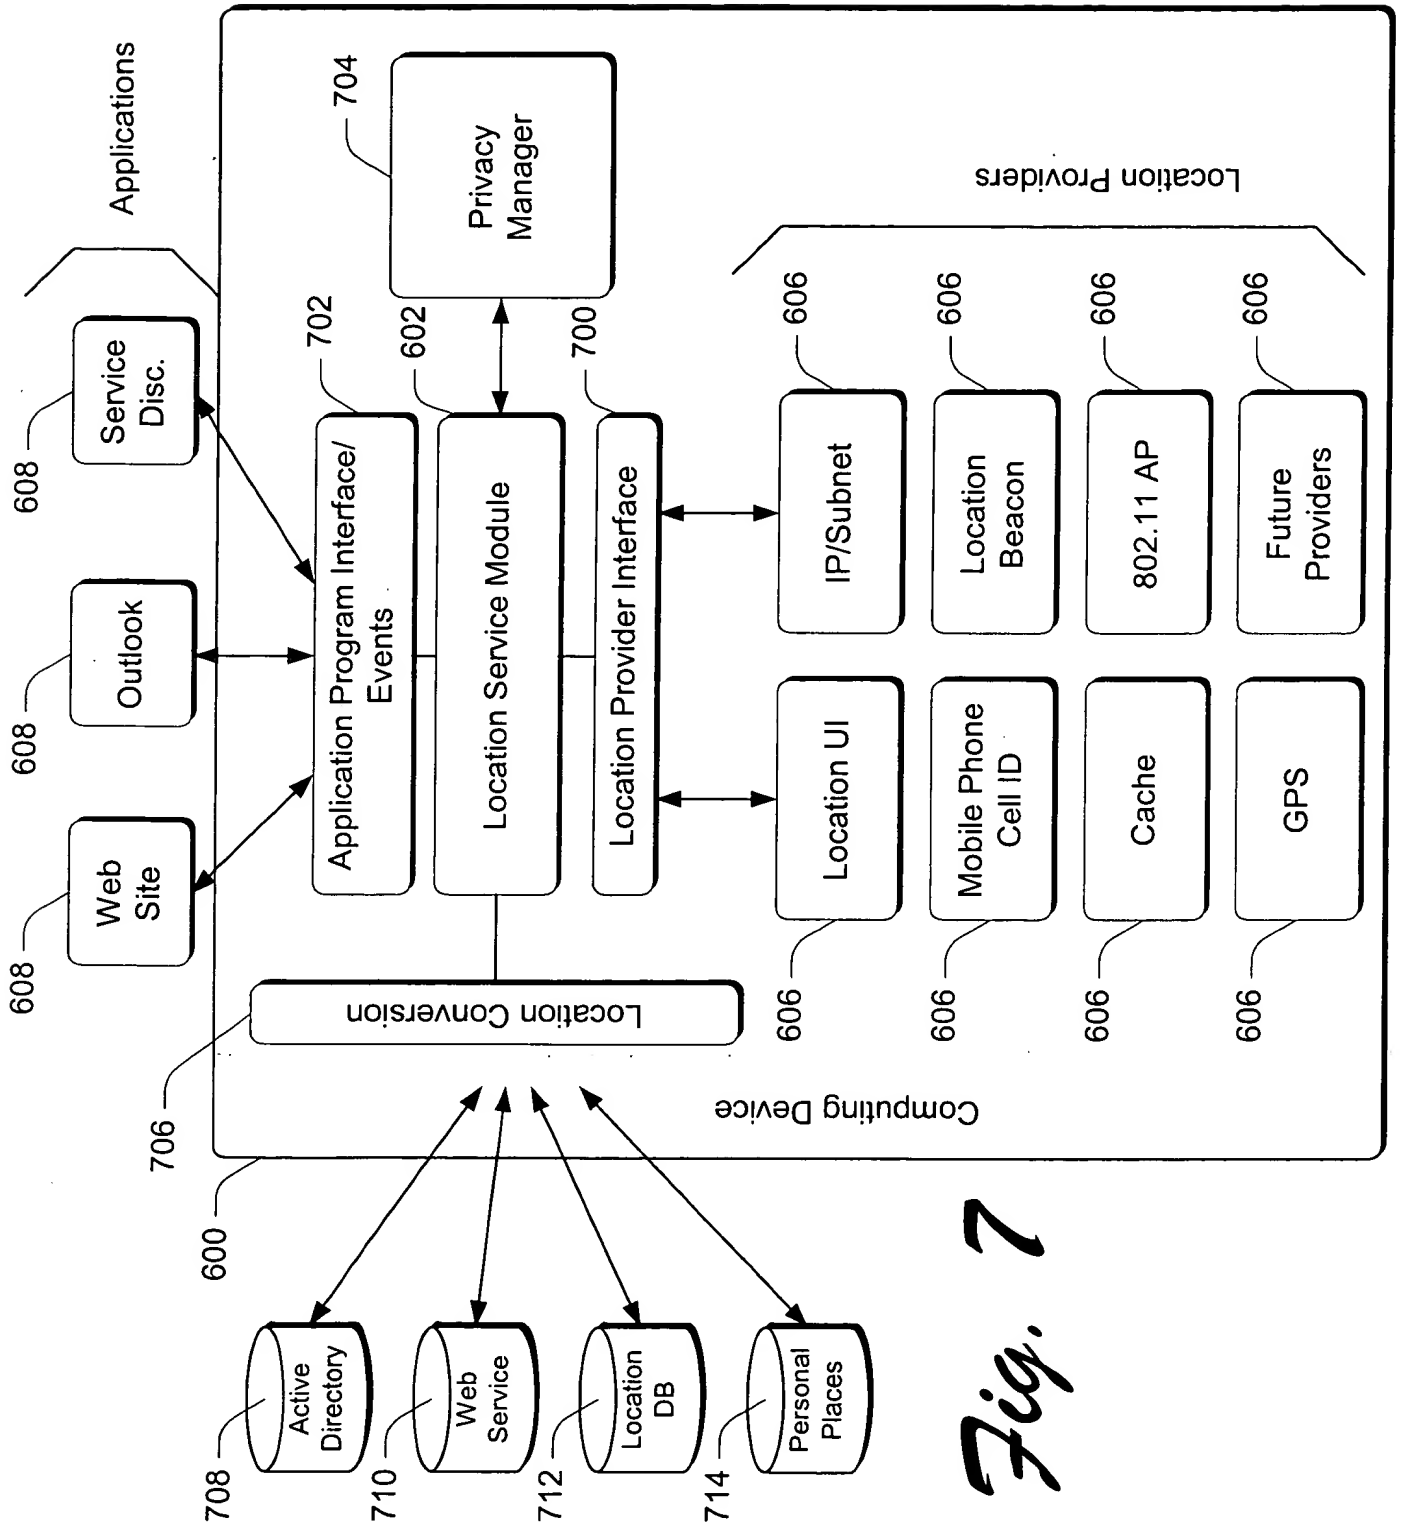 Applications
608
608
608
Web
Site
Outlook
Service
Disc.
706
702
704
Application Program Interface/
Events
602
Location Service Module
Privacy
Manager
700
Location Provider Interface
Location Conversion
600
Computing Device
708
Active
Directory
710
Web
Service
712
Location
DB
714
Personal
Places
606
Location UI
IP/Subnet
606
606
Mobile Phone
Cell ID
Location
Beacon
606
606
Cache
802.11 AP
606
606
GPS
Future
Providers
606
Location Providers
Fig. 7